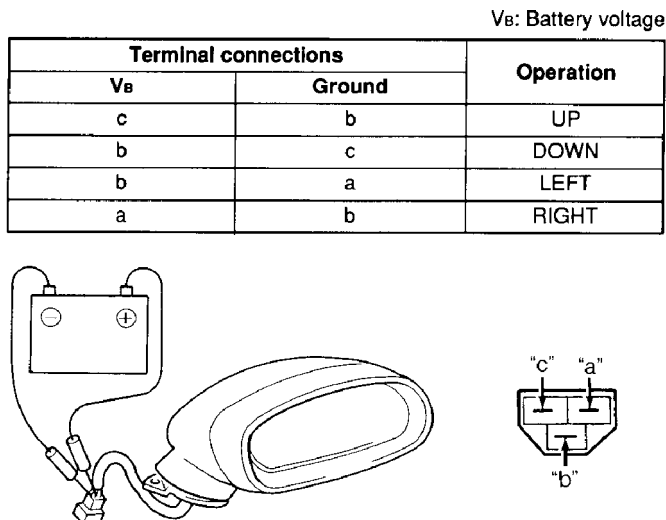 VB: Battery voltage
Terminal connections
Operation
VB Ground
c b UP
b c DOWN
b a LEFT
a b RIGHT
− +
“c” “a”
“b”